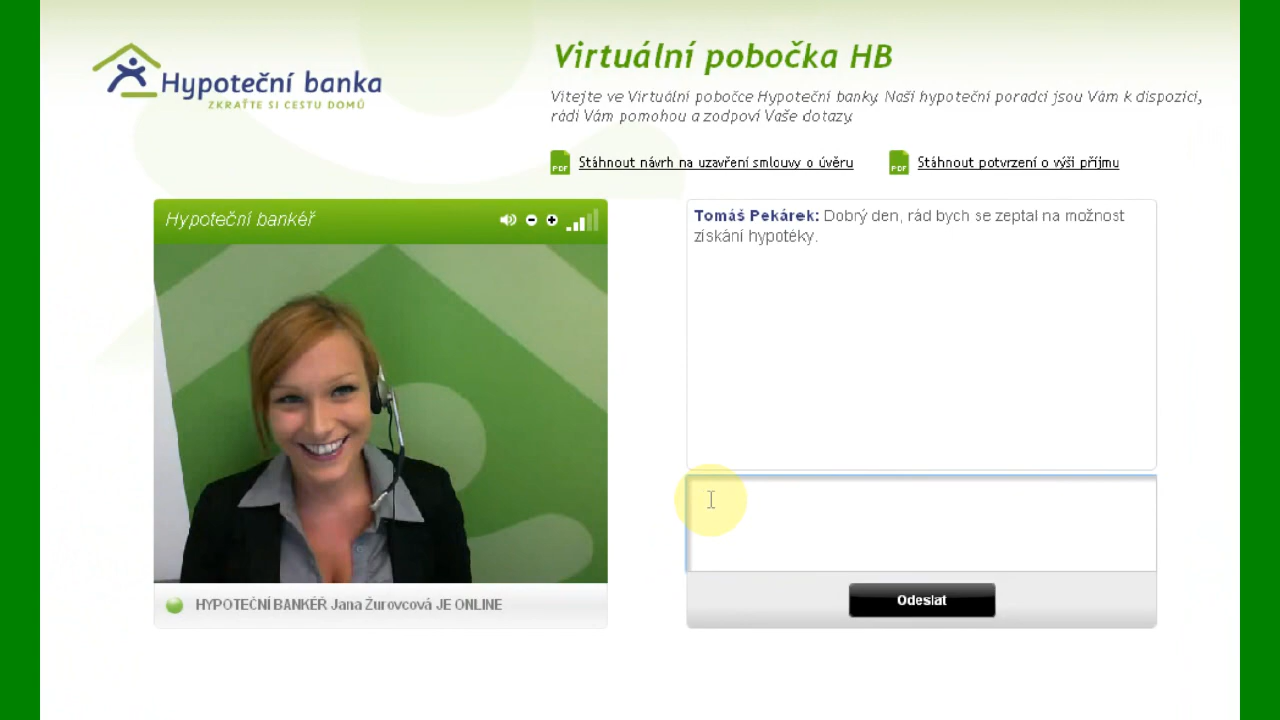 Hypoteční banka
ZKRAŤTE SI CESTU DOMŮ
Virtuální pobočka HB
Vítejte ve Virtuální pobočce Hypoteční banky. Naši hypoteční poradci jsou Vám k dispozici,
rádi Vám pomohou a zodpoví Vaše dotazy.
PDF Stáhnout návrh na uzavření smlouvy o úvěru
PDF Stáhnout potvrzení o výši příjmu
Hypoteční bankéř
Tomáš Pekárek: Dobrý den, rád bych se zeptal na možnost
získání hypotéky.
HYPOTEČNÍ BANKÉŘ Jana Žurovcová JE ONLINE
Odeslat